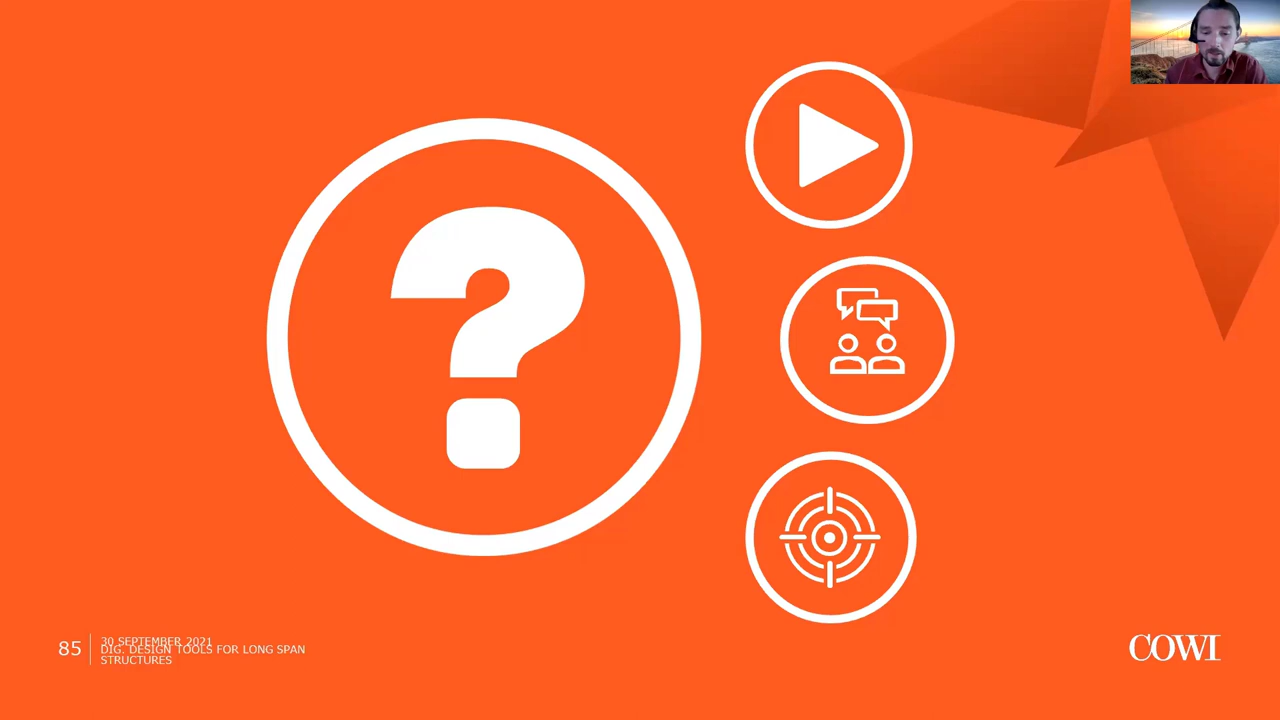 ?
85
30 SEPTEMBER 2021
DIG. DESIGN TOOLS FOR LONG SPAN
STRUCTURES
COWI